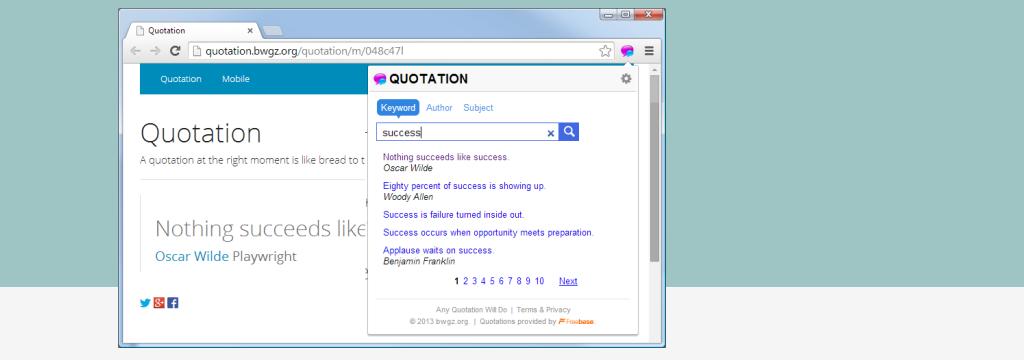 Quotation
quotation.bwgz.org/quotation/m/048c47l
Quotation Mobile
Quotation
A quotation at the right moment is like bread to t
Nothing succeeds like
Oscar Wilde Playwright
QUOTATION
Keyword Author Subject
success
Nothing succeeds like success.
Oscar Wilde
Eighty percent of success is showing up.
Woody Allen
Success is failure turned inside out.
Success occurs when opportunity meets preparation.
Applause waits on success.
Benjamin Franklin
1 2 3 4 5 6 7 8 9 10 Next
Any Quotation Will Do | Terms & Privacy
© 2013 bwgz.org. | Quotations provided by Freebase.